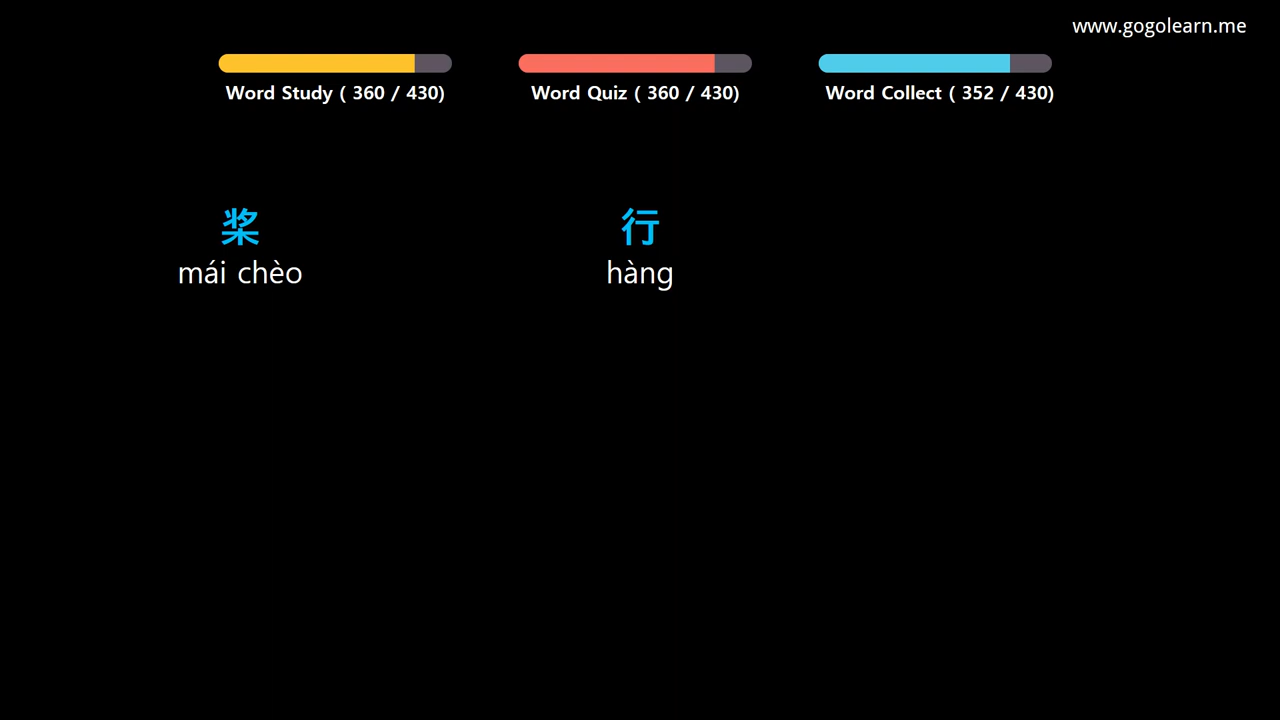 www.gogolearn.me
Word Study ( 360 / 430)
Word Quiz ( 360 / 430)
Word Collect ( 352 / 430)
桨
mái chèo
行
hàng